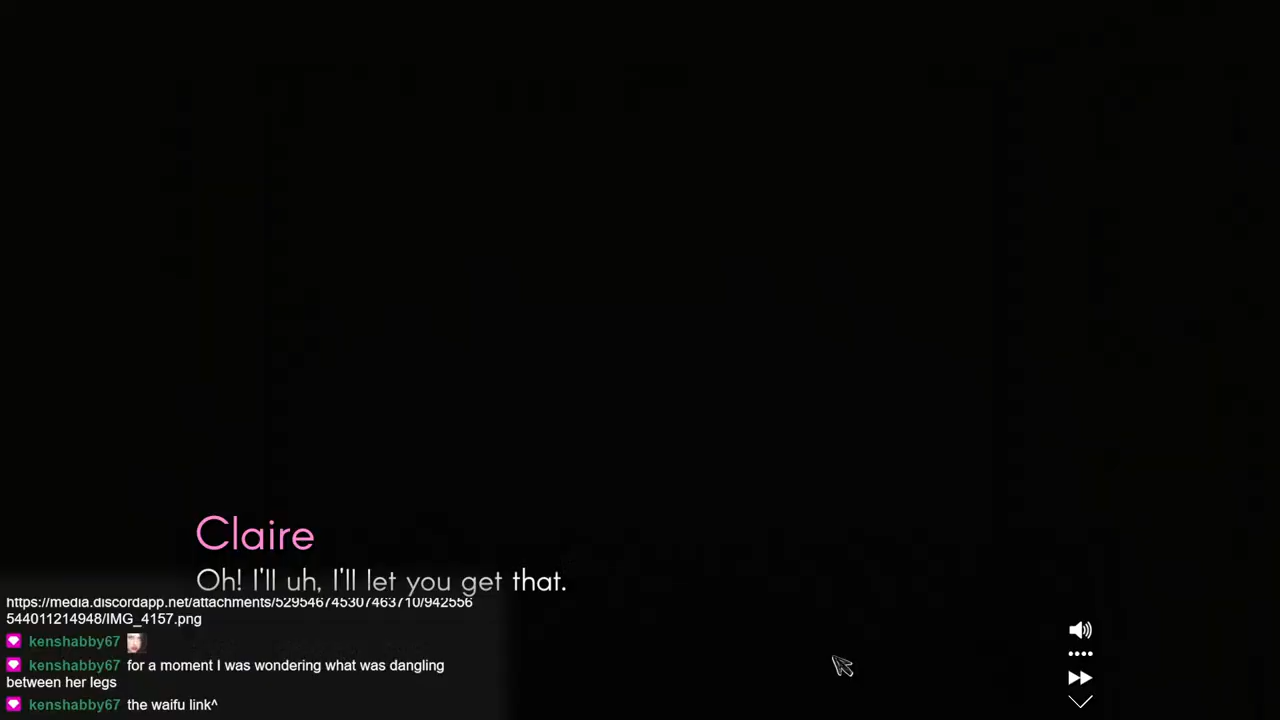 Claire
Oh! I'll uh, I'll let you get that.
https://media.discordapp.net/attachments/529546745307463710/942556
544011214948/IMG_4157.png
kenshabby67
kenshabby67 for a moment I was wondering what was dangling
between her legs
kenshabby67 the waifu link^